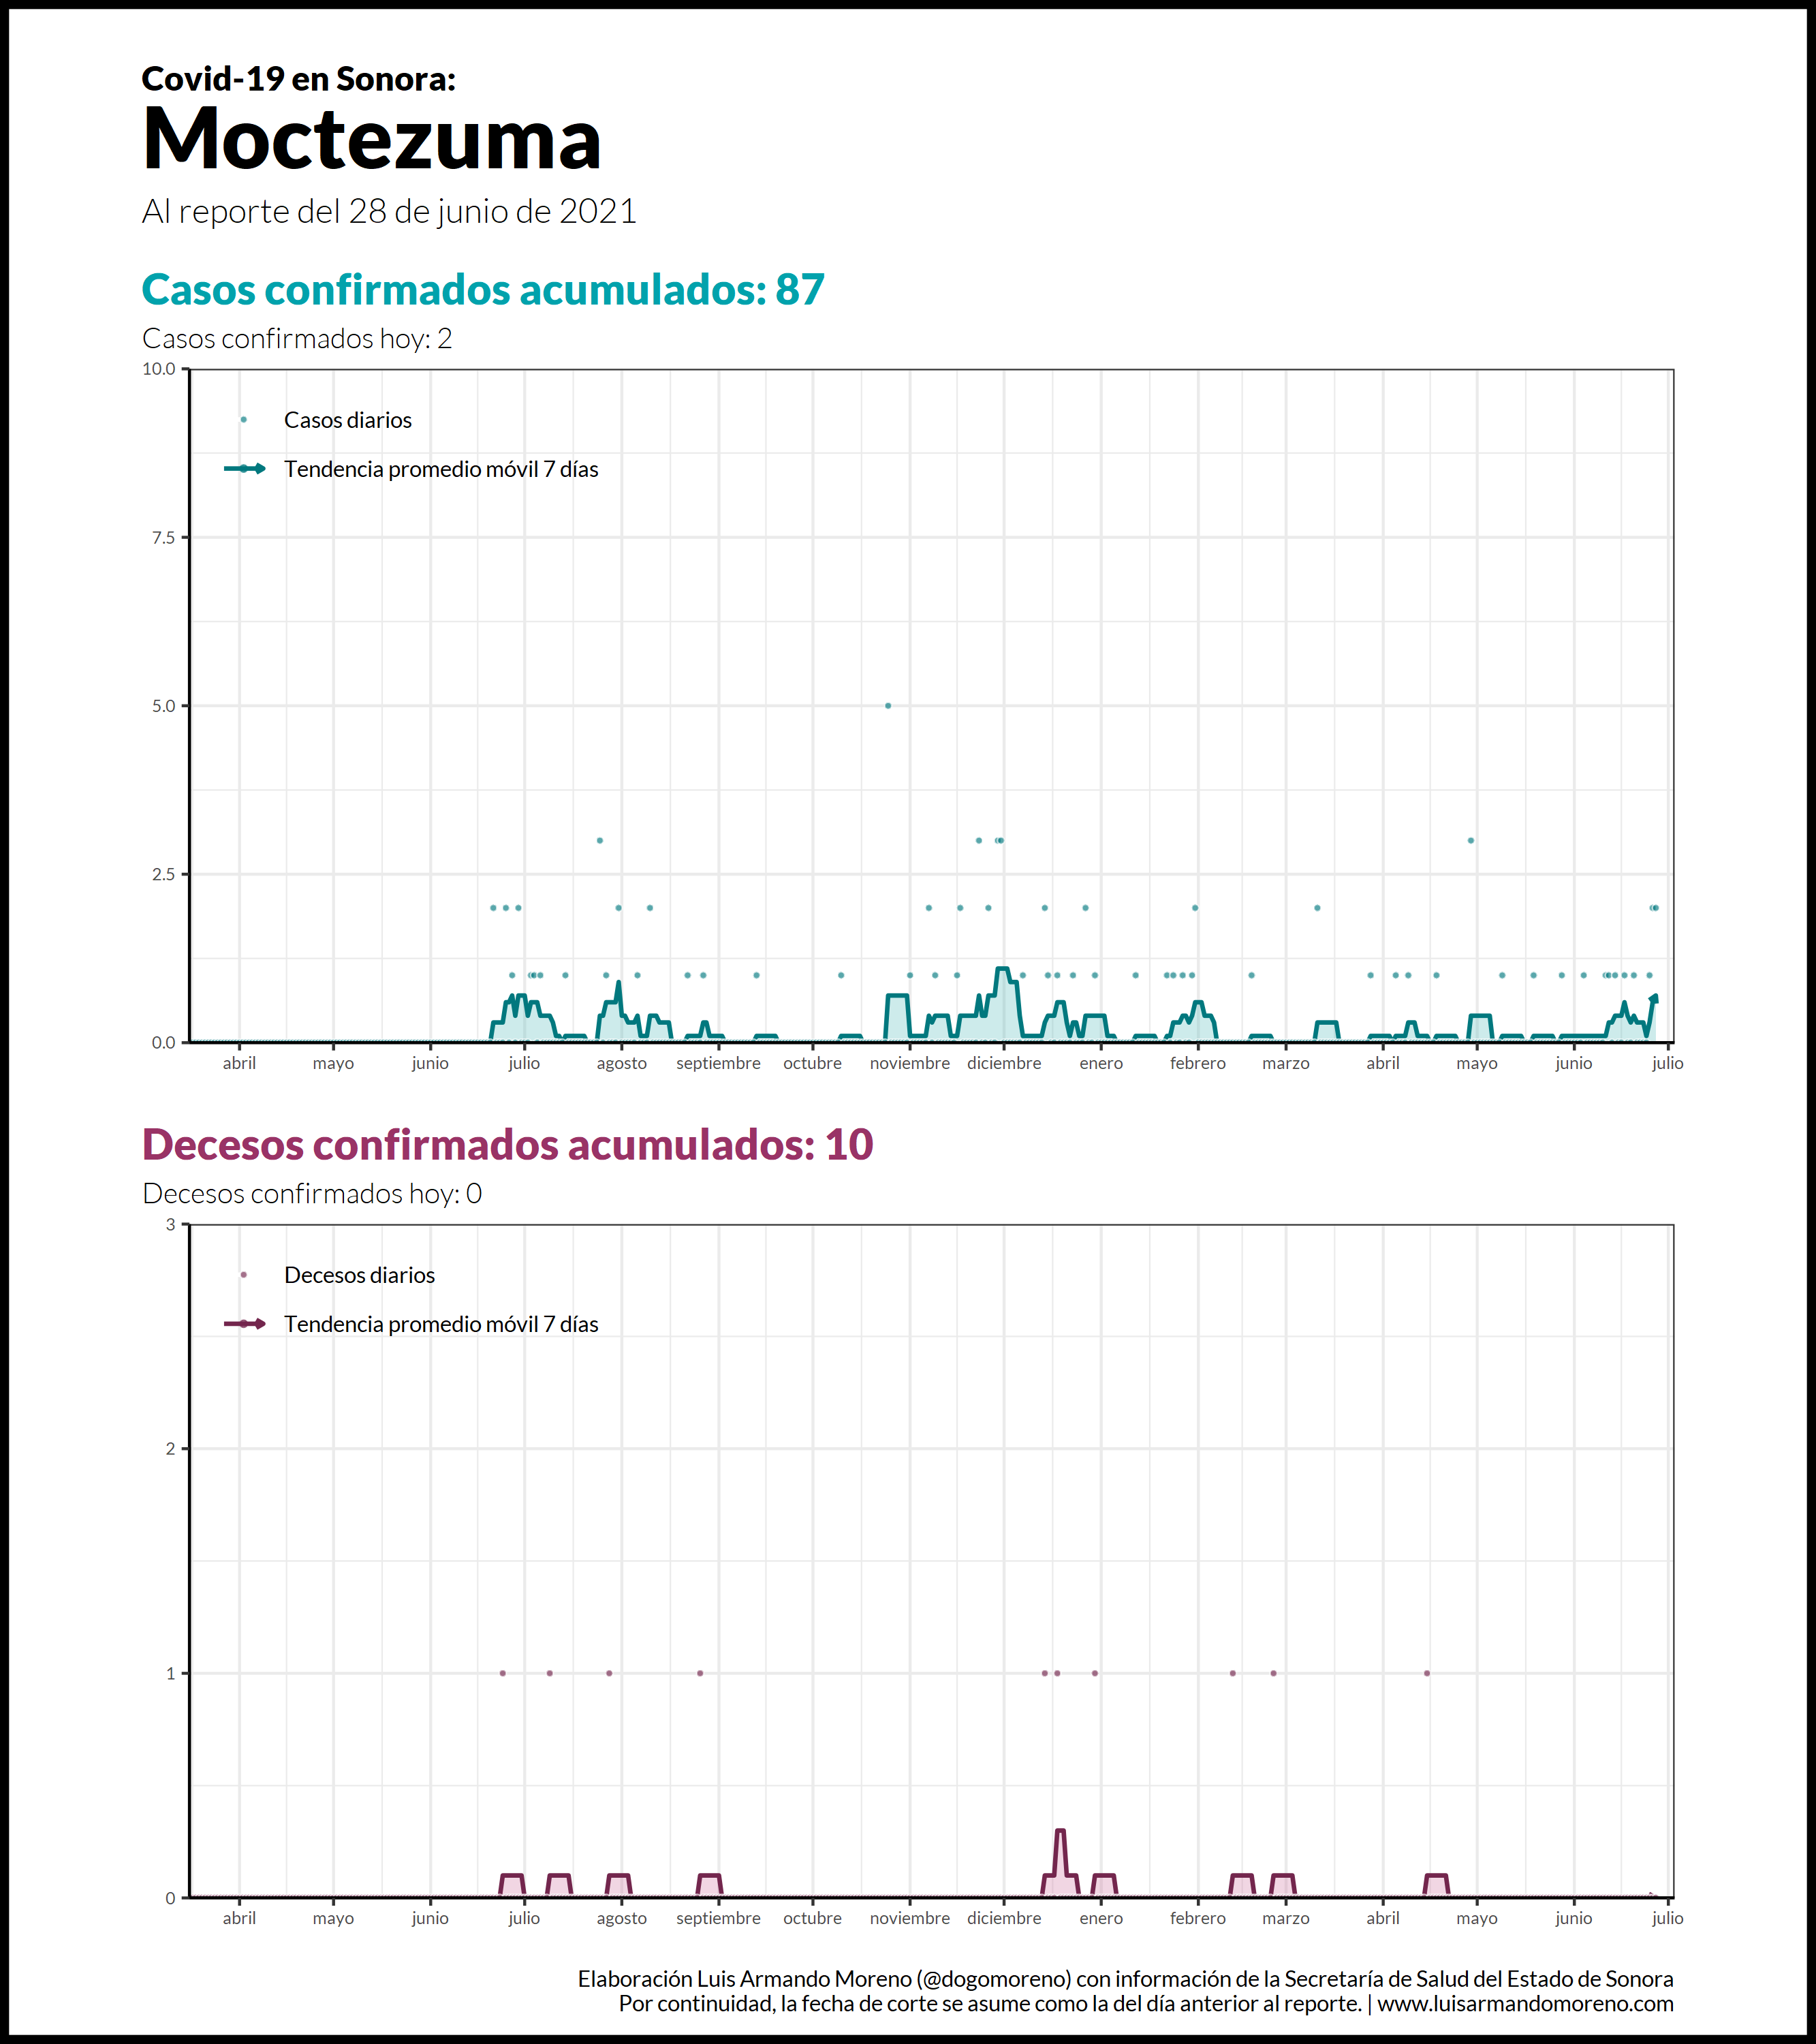 Covid-19 en Sonora:
Moctezuma
Al reporte del 28 de junio de 2021
Casos confirmados acumulados: 87
Casos confirmados hoy: 2
10.0
7.5
5.0
2.5
0.0
Casos diarios
Tendencia promedio móvil 7 días
abril mayo junio julio agosto septiembre octubre noviembre diciembre enero febrero marzo abril mayo junio julio
Decesos confirmados acumulados: 10
Decesos confirmados hoy: 0
3
2
1
0
Decesos diarios
Tendencia promedio móvil 7 días
abril mayo junio julio agosto septiembre octubre noviembre diciembre enero febrero marzo abril mayo junio julio
Elaboración Luis Armando Moreno (@dogomoreno) con información de la Secretaría de Salud del Estado de Sonora
Por continuidad, la fecha de corte se asume como la del día anterior al reporte. | www.luisarmandomoreno.com